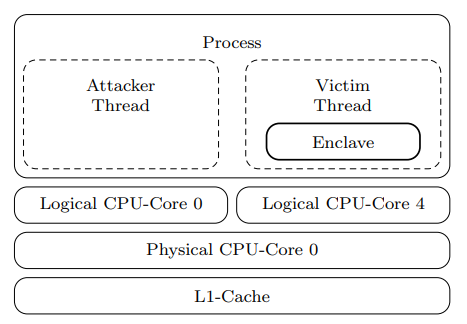 Process
Attacker
Thread
Victim
Thread
Enclave
Logical CPU-Core 0
Logical CPU-Core 4
Physical CPU-Core 0
L1-Cache